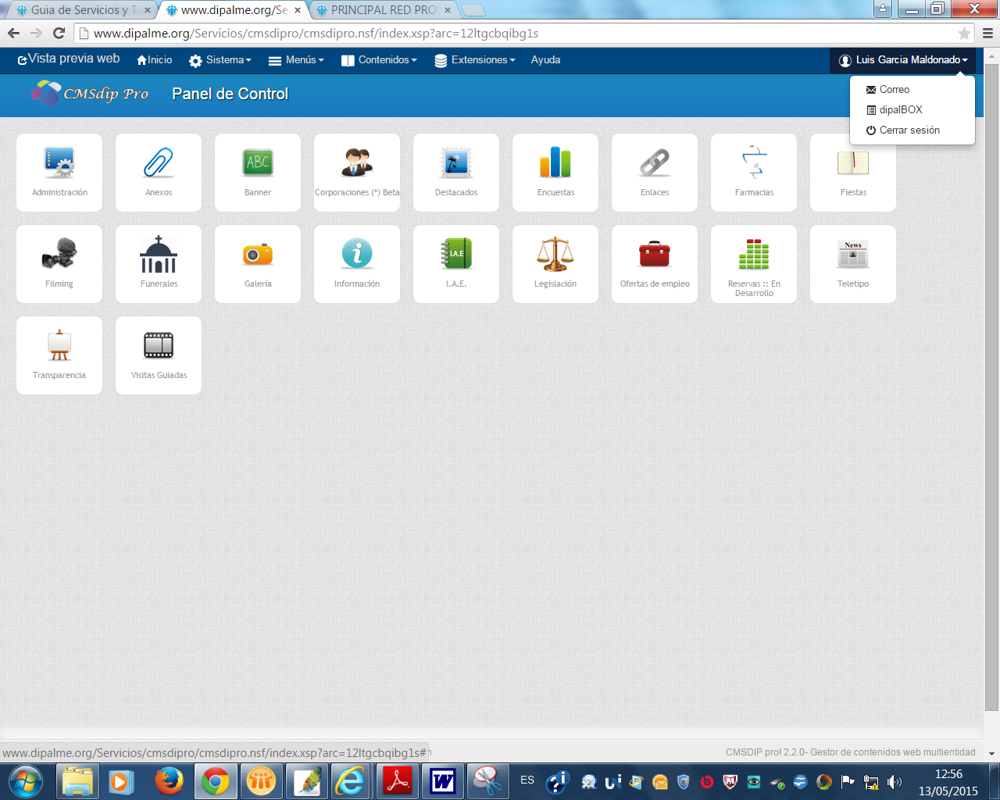 Guia de Servicios y T
www.dipalme.org/Se
PRINCIPAL RED PRO
www.dipalme.org/Servicios/cmsdipro/cmsdipro.nsf/index.xsp?arc=12ltgcbqibg1s
Vista previa web Inicio Sistema Menús Contenidos Extensiones Ayuda Luis Garcia Maldonado
CMSdip Pro Panel de Control
Correo
dipalBOX
Cerrar sesión
ABC
Administración Anexos Banner Corporaciones (*) Beta Destacados Encuestas Enlaces Farmacias Fiestas
I.A.E
News
Filming Funerales Galería Información I.A.E. Legislación Ofertas de empleo Reservas :: En Desarrollo Teletipo
Transparencia Visitas Guiadas
www.dipalme.org/Servicios/cmsdipro/cmsdipro.nsf/index.xsp?arc=12ltgcbqibg1s#
CMSDIP pro! 2.2.0- Gestor de contenidos web multientidad
ES
12:56
13/05/2015